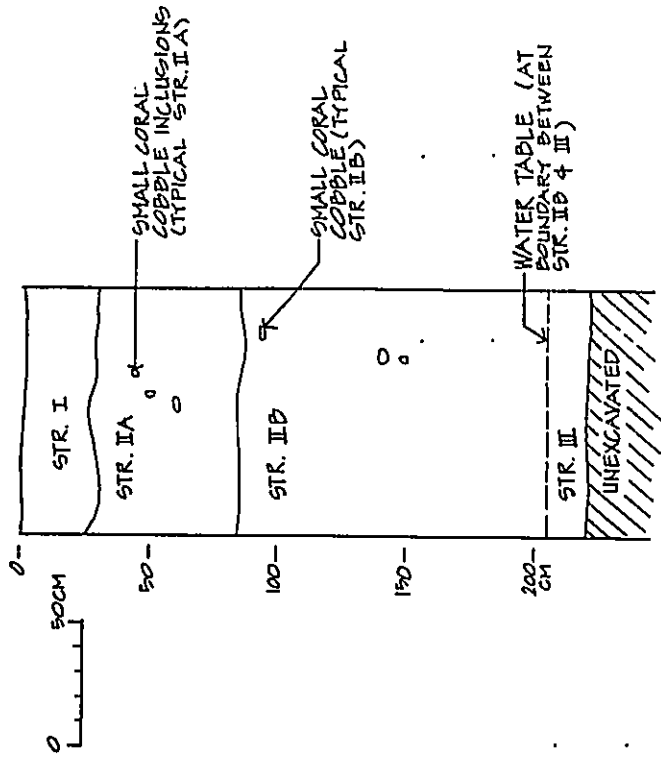 0
50CM
0-
50-
100-
150-
200-
CM
STR. I
STR. IIA
STR. IIB
STR. III
UNEXCAVATED
SMALL CORAL
COBBLE INCLUSIONS
(TYPICAL STR. IIA)
SMALL CORAL
COBBLE (TYPICAL
STR. IIB)
WATER TABLE (AT
BOUNDARY BETWEEN
STR. IIB & III)